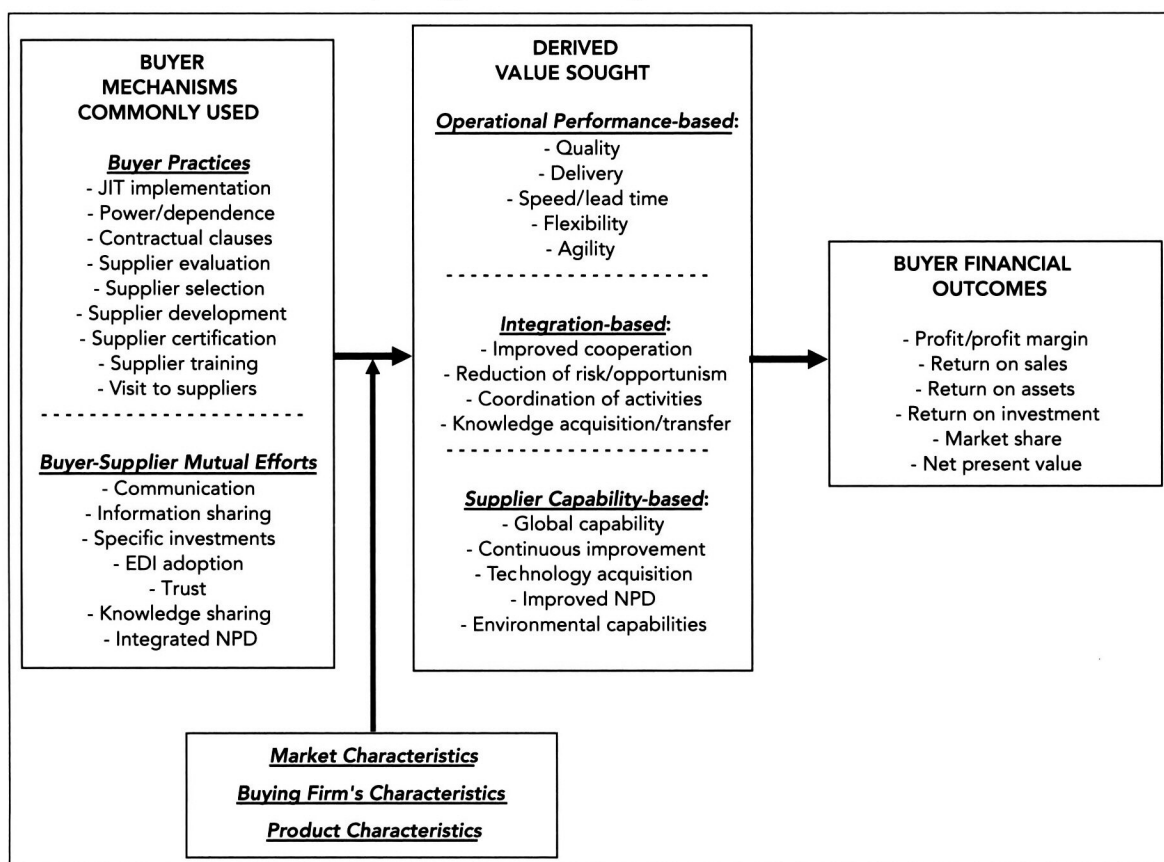 BUYER
MECHANISMS
COMMONLY USED
Buyer Practices
- JIT implementation
- Power/dependence
- Contractual clauses
- Supplier evaluation
- Supplier selection
- Supplier development
- Supplier certification
- Supplier training
- Visit to suppliers
Buyer-Supplier Mutual Efforts
- Communication
- Information sharing
- Specific investments
- EDI adoption
- Trust
- Knowledge sharing
- Integrated NPD
DERIVED
VALUE SOUGHT
Operational Performance-based:
- Quality
- Delivery
- Speed/lead time
- Flexibility
- Agility
Integration-based:
- Improved cooperation
- Reduction of risk/opportunism
- Coordination of activities
- Knowledge acquisition/transfer
Supplier Capability-based:
- Global capability
- Continuous improvement
- Technology acquisition
- Improved NPD
- Environmental capabilities
BUYER FINANCIAL
OUTCOMES
- Profit/profit margin
- Return on sales
- Return on assets
- Return on investment
- Market share
- Net present value
Market Characteristics
Buying Firm's Characteristics
Product Characteristics